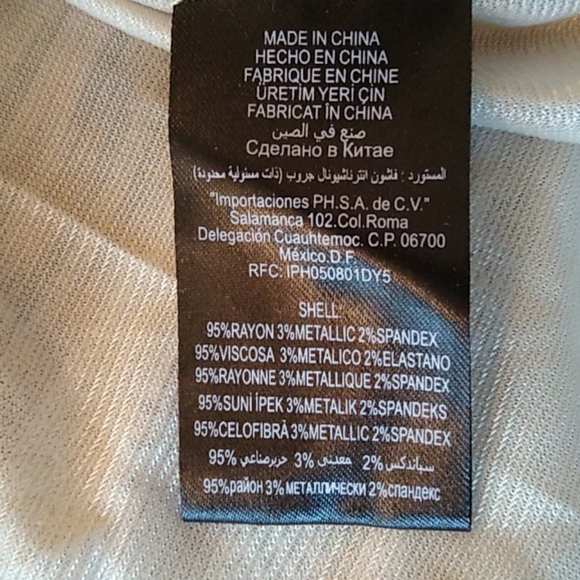 MADE IN CHINA
HECHO EN CHINA
FABRIQUE EN CHINE
ÜRETİM YERİ ÇİN
FABRICAT ÎN CHINA
صنع في الصين
Сделано в Китае
المستورد : فاشون انترناشيونال جروب (ذات مسئولية محدودة)
"Importaciones PH.S.A. de C.V."
Salamanca 102.Col.Roma
Delegación Cuauhtemoc. C.P. 06700
México.D.F.
RFC: IPH050801DY5
SHELL:
95%RAYON 3%METALLIC 2%SPANDEX
95%VISCOSA 3%METALICO 2%ELASTANO
95%RAYONNE 3%METALLIQUE 2%SPANDEX
95%SUNİ İPEK 3%METALIK 2%SPANDEKS
95%CELOFIBRÀ 3%METALLIC 2%SPANDEX
سباندكس 2% معدني 3% حريرصناعي 95%
95%район 3% МЕТАЛЛИЧЕСКИ 2%спандекс